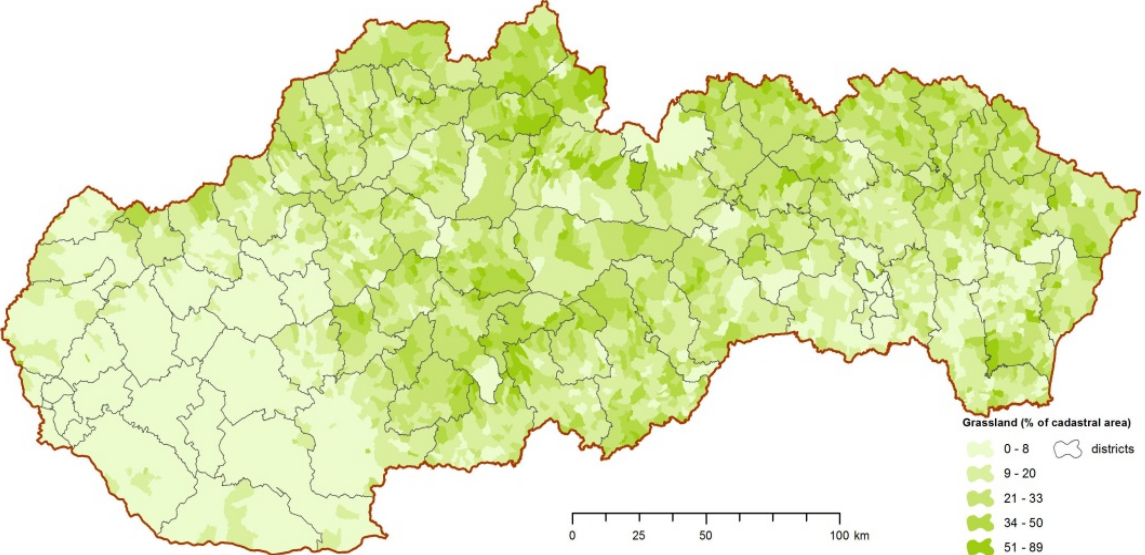 Grassland (% of cadastral area)
0 - 8 districts
9 - 20
21 - 33
34 - 50
51 - 89
0 25 50 100 km